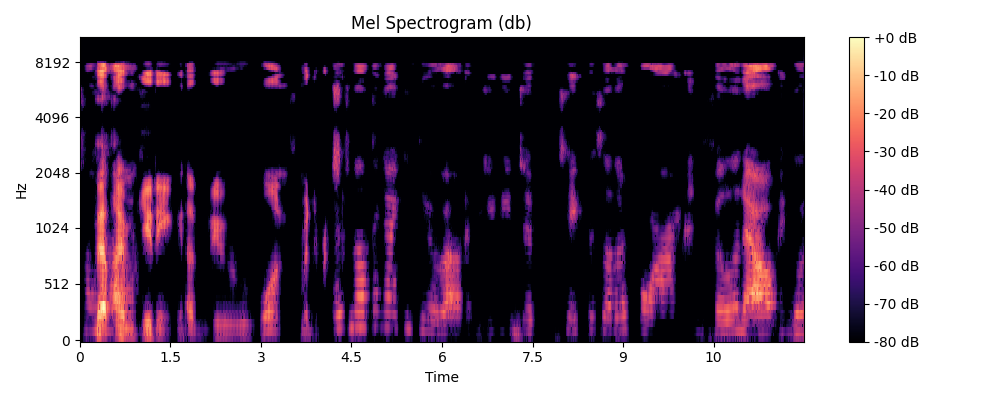 Mel Spectrogram (db)
8192
4096
2048
1024
512
0
Hz
0 1.5 3 4.5 6 7.5 9 10
Time
+0 dB
-10 dB
-20 dB
-30 dB
-40 dB
-50 dB
-60 dB
-70 dB
-80 dB